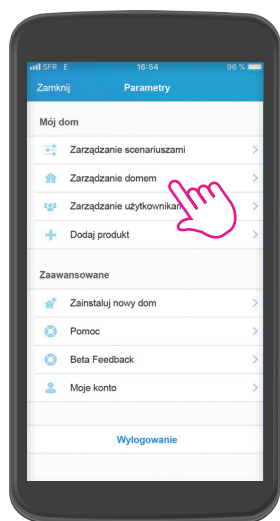 SFR E 16:54 96 %
Zamknij Parametry
Mój dom
Zarządzanie scenariuszami
Zarządzanie domem
Zarządzanie użytkownikami
Dodaj produkt
Zaawansowane
Zainstaluj nowy dom
Pomoc
Beta Feedback
Moje konto
Wylogowanie